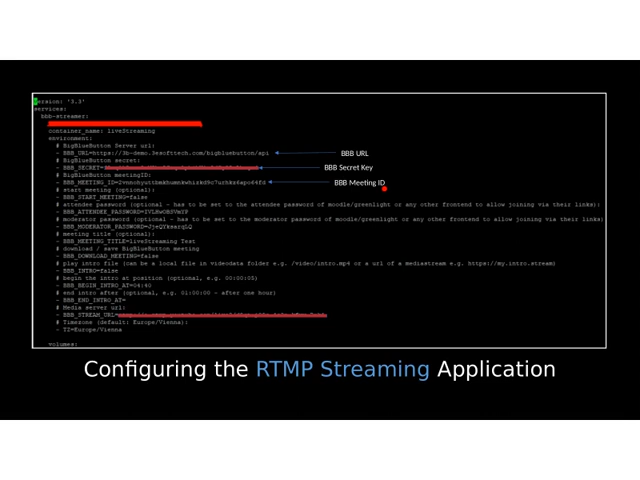 version: '3.3'
services:
bbb-streamer:
container_name: liveStreaming
environment:
# BigBlueButton Server url:
- BBB_URL=https://3b-demo.3esofttech.com/bigbluebutton/api
BBB URL
# BigBlueButton secret:
- BBB_SECRET=
BBB Secret Key
# BigBlueButton meetingID:
- BBB_MEETING_ID=
BBB Meeting ID
# start meeting (optional):
- BBB_START_MEETING=false
# attendee password (optional - has to be set to the attendee password of moodle/greenlight or any other frontend to allow joining via their links)
- BBB_ATTENDEE_PASSWORD=
# moderator password (optional - has to be set to the moderator password of moodle/greenlight or any other frontend to allow joining via their links)
- BBB_MODERATOR_PASSWORD=
# meeting title (optional):
- BBB_MEETING_TITLE=liveStreaming Test
# download / save BigBlueButton meeting
- BBB_DOWNLOAD_MEETING=false
# play intro file (can be a local file in videodata folder e.g. /video/intro.mp4 or a url of a mediastream e.g. https://my.intro.stream)
- BBB_INTRO=false
# begin the intro at position (optional, e.g. 00:00:05)
- BBB_BEGIN_INTRO_AT=04:40
# end intro after (optional, e.g. 01:00:00 - after one hour)
- BBB_END_INTRO_AT=
# Media server url:
- BBB_STREAM_URL=
# Timezone (default: Europe/Vienna):
- TZ=Europe/Vienna
volumes:
Configuring the RTMP Streaming Application